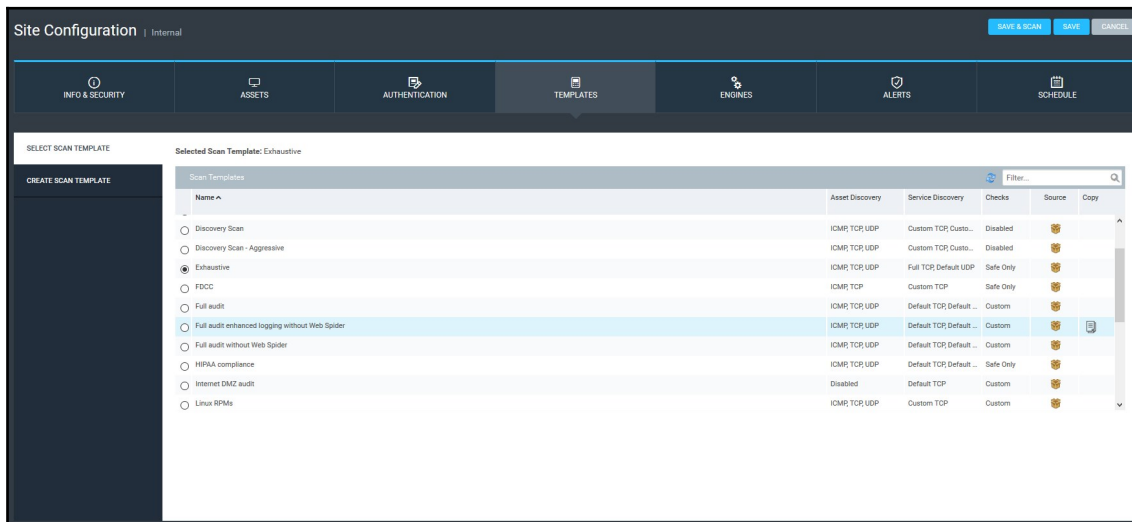 Site Configuration | Internal
SAVE & SCAN SAVE CANCEL
INFO & SECURITY ASSETS AUTHENTICATION TEMPLATES ENGINES ALERTS SCHEDULE
SELECT SCAN TEMPLATE
CREATE SCAN TEMPLATE
Selected Scan Template: Exhaustive
Scan Templates Filter...
Name Asset Discovery Service Discovery Checks Source Copy
Discovery Scan ICMP, TCP, UDP Custom TCP, Custo... Disabled
Discovery Scan - Aggressive ICMP, TCP, UDP Custom TCP, Custo... Disabled
Exhaustive ICMP, TCP, UDP Full TCP, Default UDP Safe Only
FDCC ICMP, TCP Custom TCP Safe Only
Full audit ICMP, TCP, UDP Default TCP, Default ... Custom
Full audit enhanced logging without Web Spider ICMP, TCP, UDP Default TCP, Default ... Custom
Full audit without Web Spider ICMP, TCP, UDP Default TCP, Default ... Custom
HIPAA compliance ICMP, TCP, UDP Default TCP, Default ... Safe Only
Internet DMZ audit Disabled Default TCP Custom
Linux RPMs ICMP, TCP, UDP Custom TCP Custom